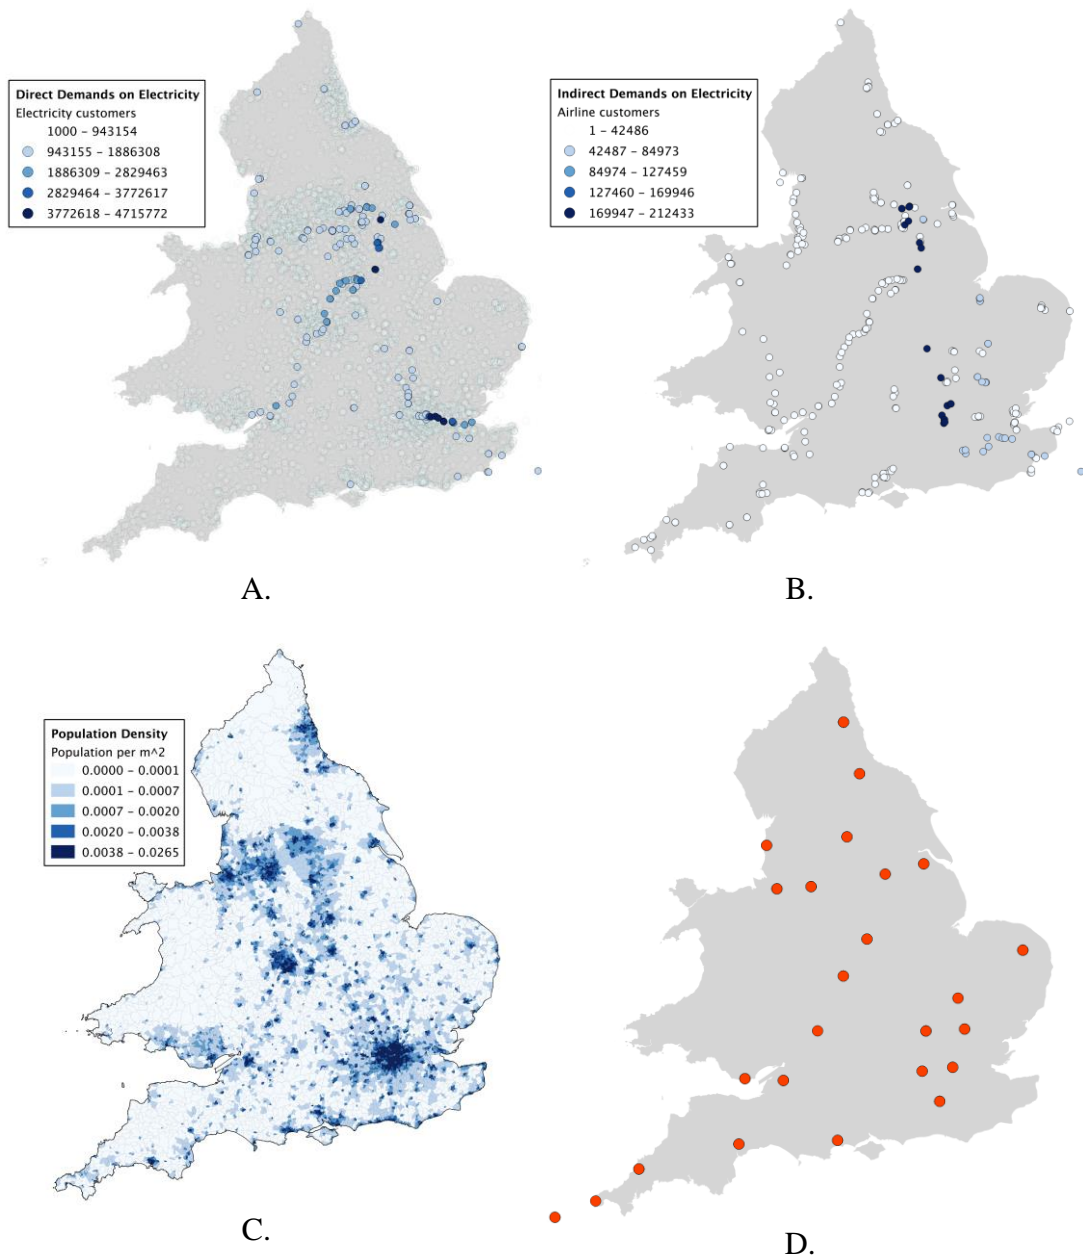 Direct Demands on Electricity
Electricity customers
1000 – 943154
943155 – 1886308
1886309 – 2829463
2829464 – 3772617
3772618 – 4715772
Indirect Demands on Electricity
Airline customers
1 – 42486
42487 – 84973
84974 – 127459
127460 – 169946
169947 – 212433
A.
B.
Population Density
Population per m^2
0.0000 – 0.0001
0.0001 – 0.0007
0.0007 – 0.0020
0.0020 – 0.0038
0.0038 – 0.0265
C.
D.